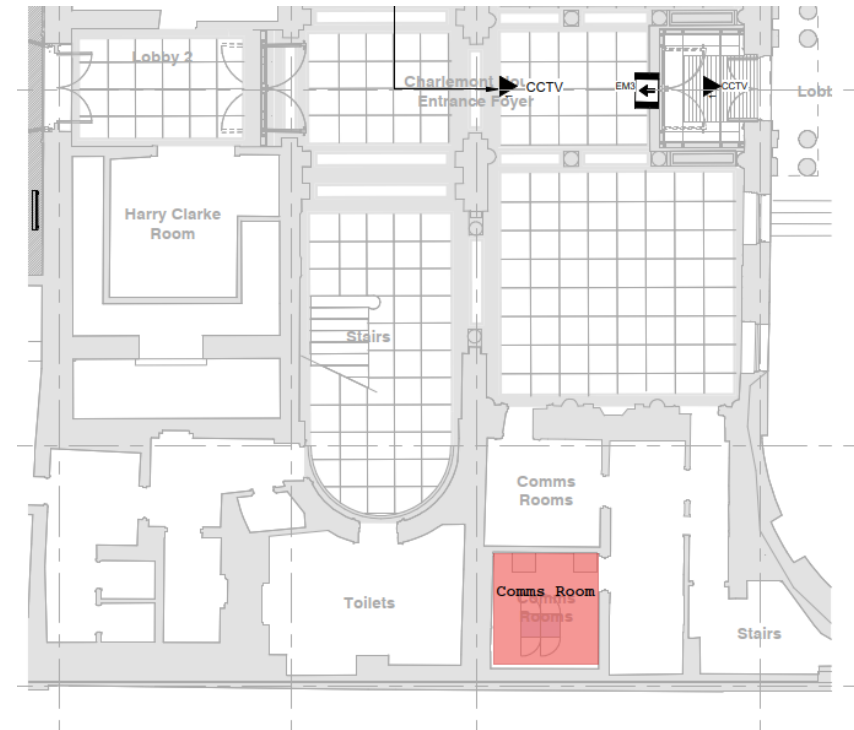 Lobby 2
Charlemont Hou
Entrance Foyer
CCTV
EM3
CCTV
Lobb
Harry Clarke
Room
Stairs
Comms
Rooms
Comms Room
Comms
Rooms
Toilets
Stairs